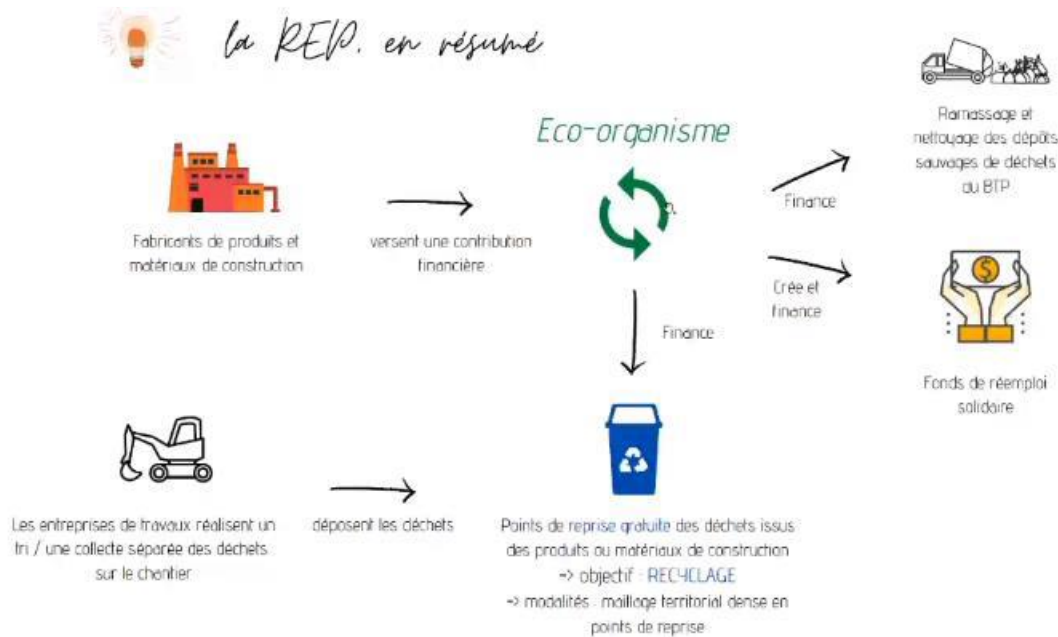 la REP. en résumé
Eco-organisme
Fabricants de produits et
matériaux de construction
versent une contribution
financière
Finance
Ramassage et
nettoyage des dépôts
sauvages de déchets
du BTP
Crée et
finance
Fonds de réemploi
solidaire
Finance
Les entreprises de travaux réalisent un
tri / une collecte séparée des déchets
sur le chantier
déposent les déchets
Points de reprise gratuite des déchets issus
des produits ou matériaux de construction
=> objectif : RECYCLAGE
=> modalités : maillage territorial dense en
points de reprise